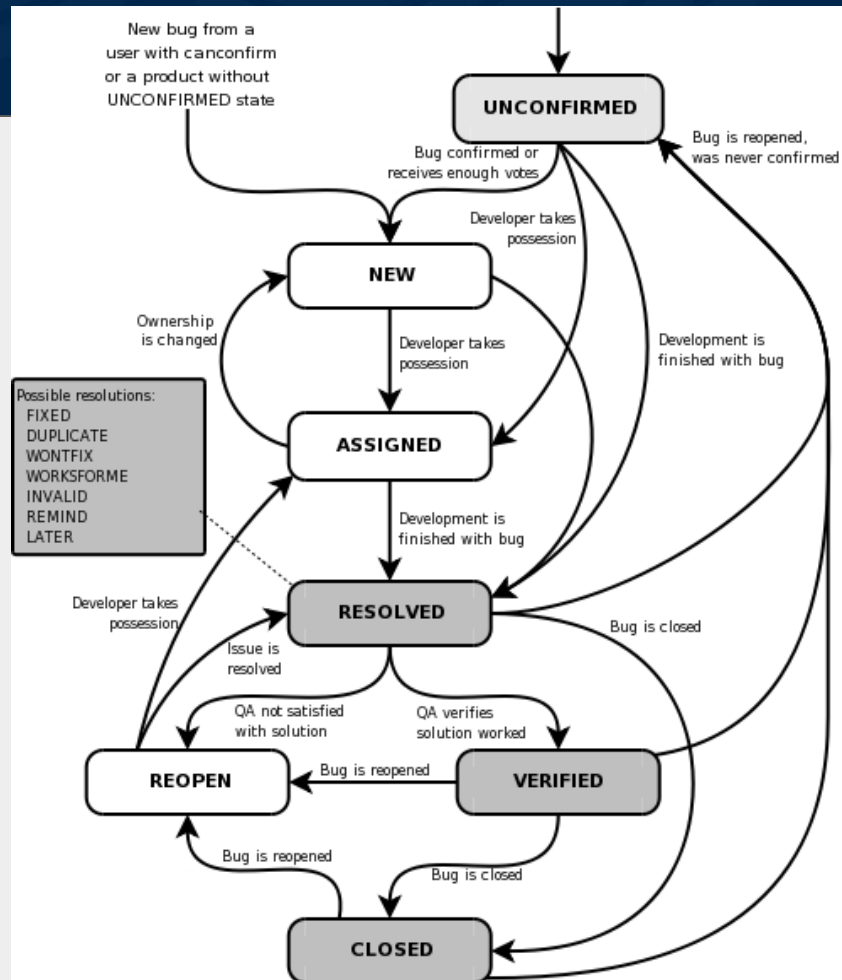 New bug from a
user with canconfirm
or a product without
UNCONFIRMED state
UNCONFIRMED
Bug is reopened,
was never confirmed
Bug confirmed or
receives enough votes
Developer takes
possession
NEW
Ownership
is changed
Developer takes
possession
Development is
finished with bug
Possible resolutions:
FIXED
DUPLICATE
WONTFIX
WORKSFORME
INVALID
REMIND
LATER
ASSIGNED
Development is
finished with bug
RESOLVED
Developer takes
possession
Issue is
resolved
Bug is closed
QA not satisfied
with solution
QA verifies
solution worked
REOPEN
Bug is reopened
VERIFIED
Bug is reopened
Bug is closed
CLOSED